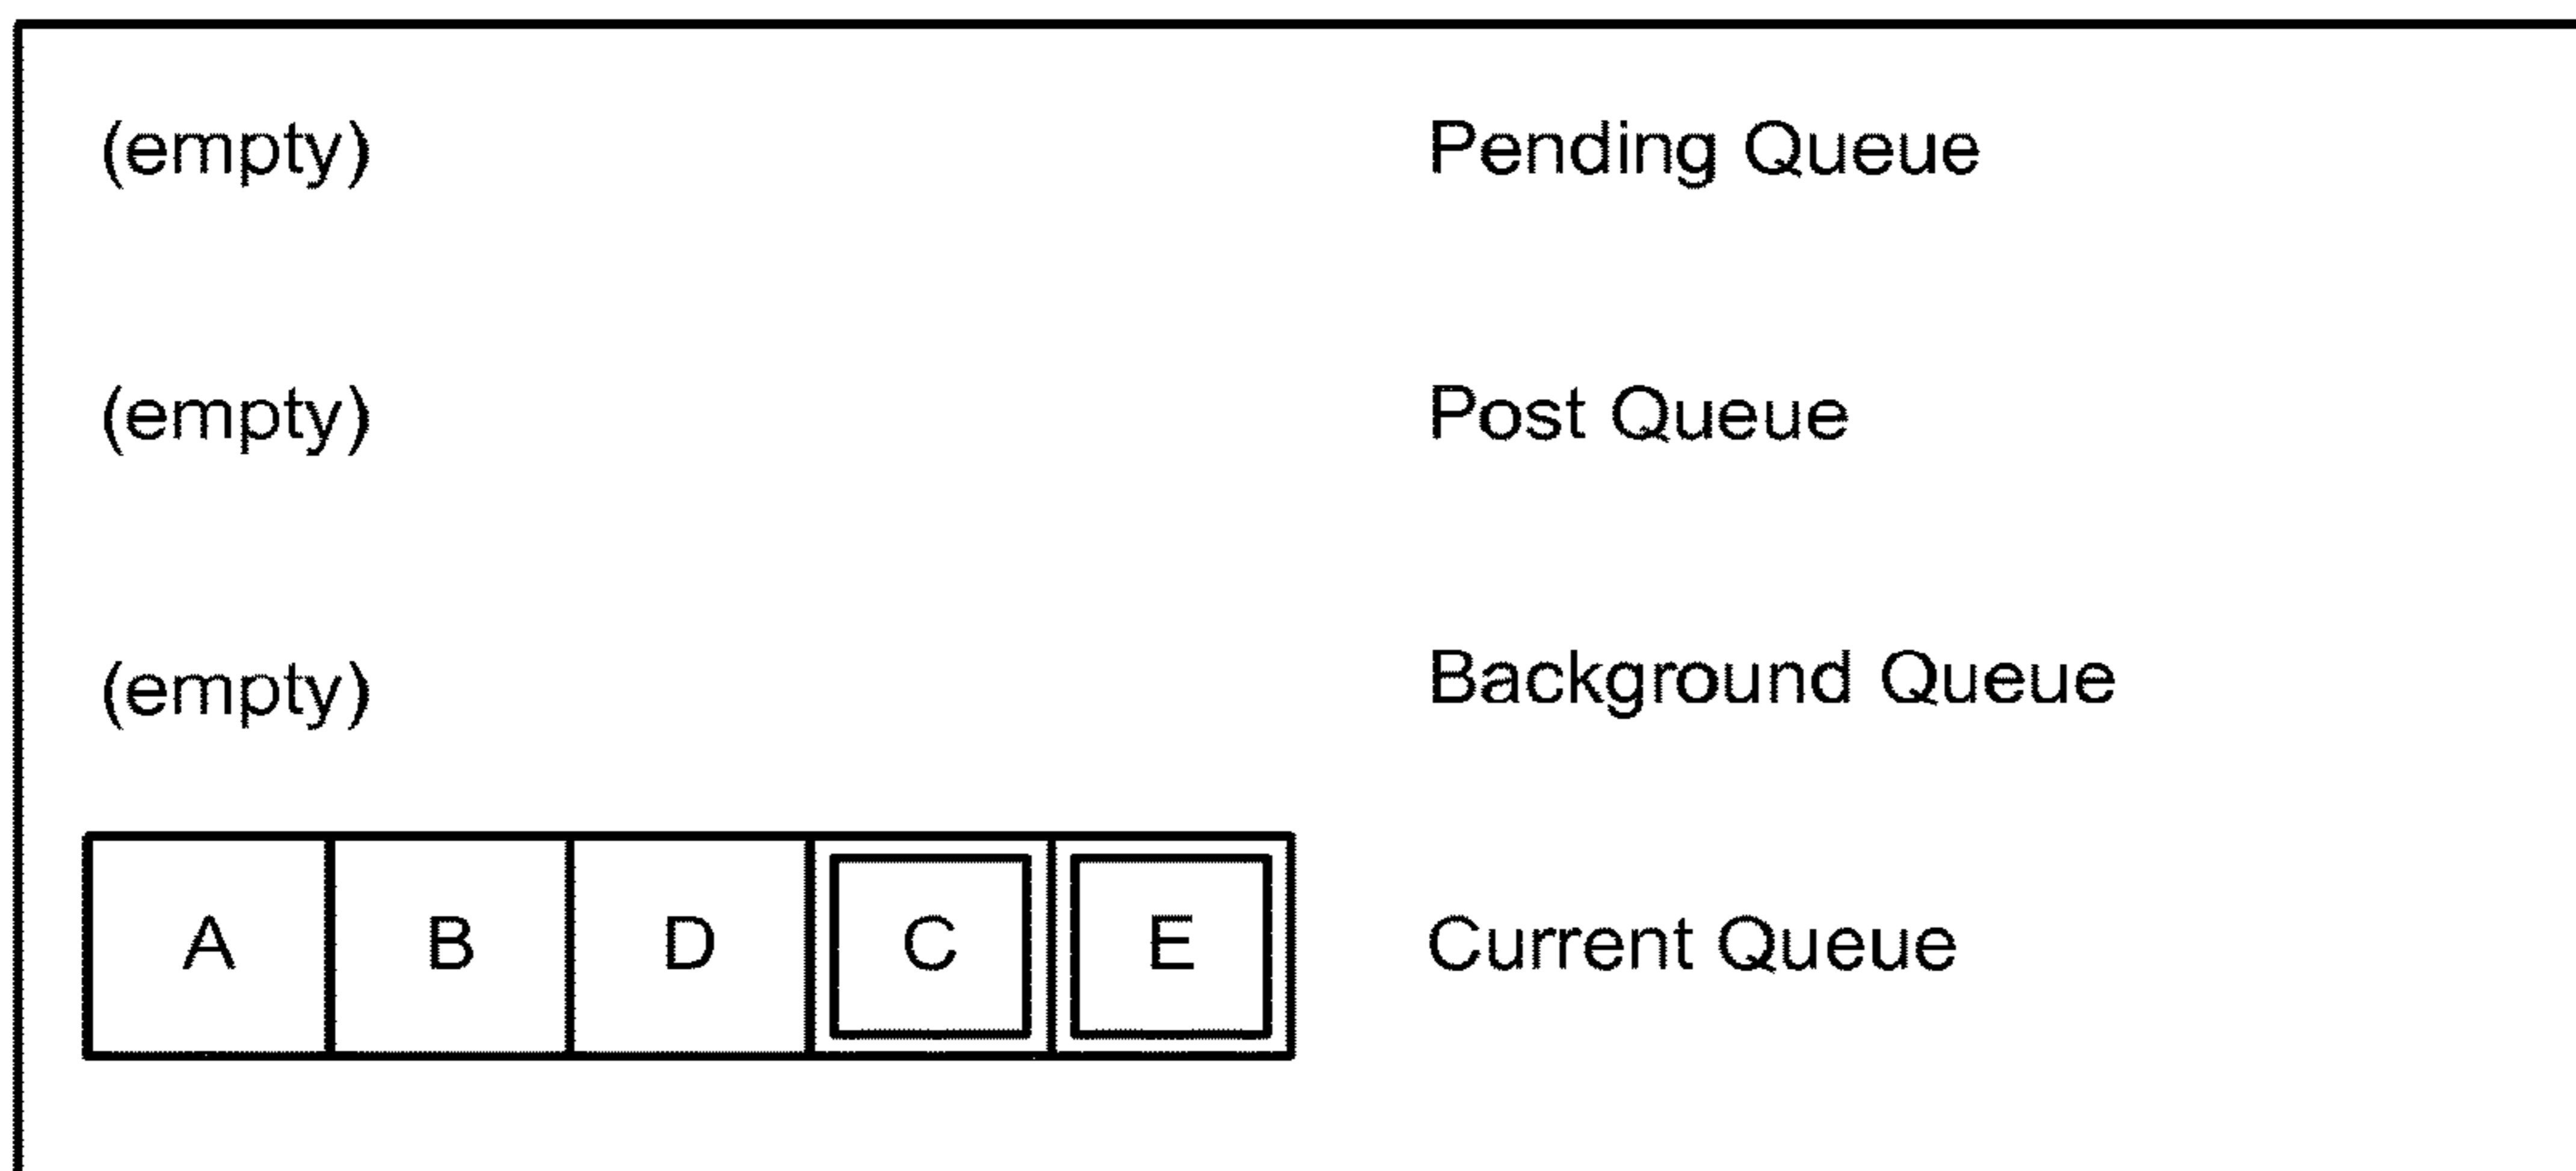 (empty) Pending Queue
(empty) Post Queue
(empty) Background Queue
A B D C E Current Queue